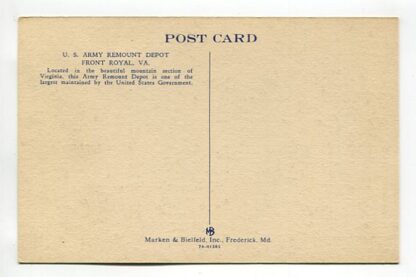 POST CARD
U. S. ARMY REMOUNT DEPOT
FRONT ROYAL, VA.
Located in the beautiful mountain section of
Virginia, this Army Remount Depot is one of the
largest maintained by the United States Government.
MB
Marken & Bielfeld, Inc., Frederick, Md.